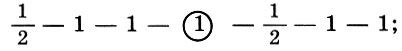 1/2 − 1 − 1 − ① − 1/2 − 1 − 1;